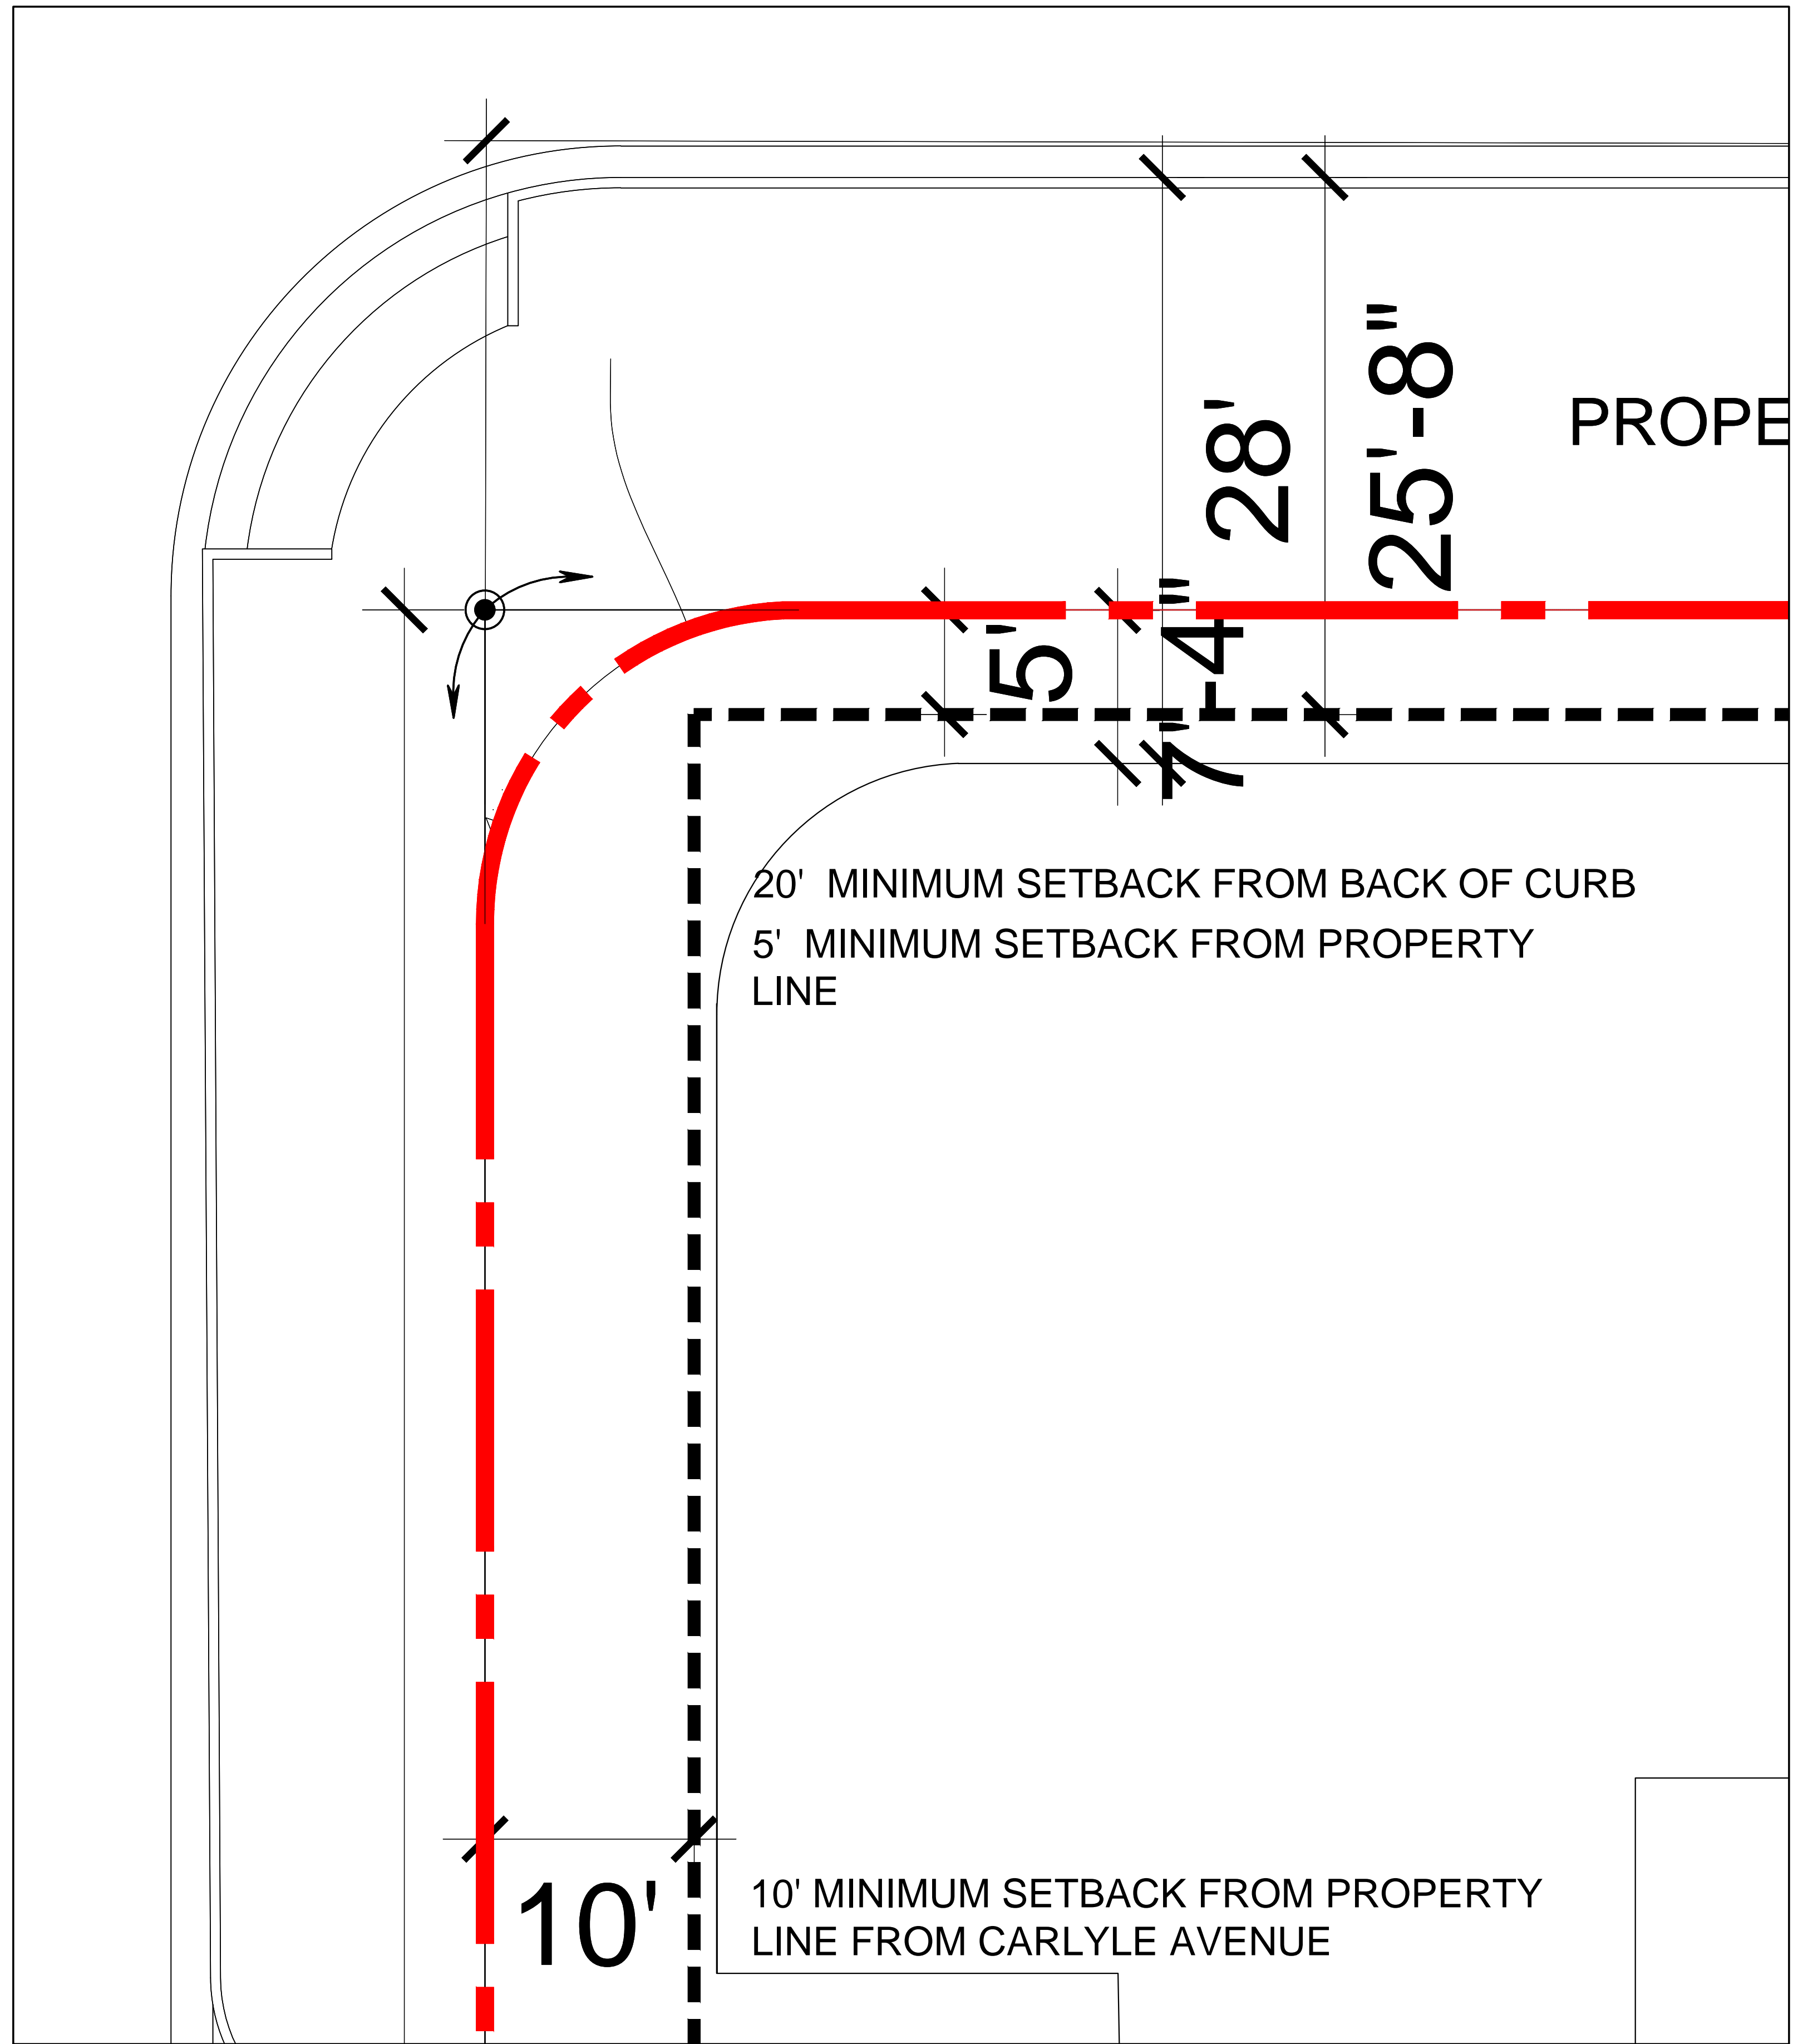 28'
25'-8"
PROPE
5'
7'-4"
20' MINIMUM SETBACK FROM BACK OF CURB
5' MINIMUM SETBACK FROM PROPERTY
LINE
10'
10' MINIMUM SETBACK FROM PROPERTY
LINE FROM CARLYLE AVENUE